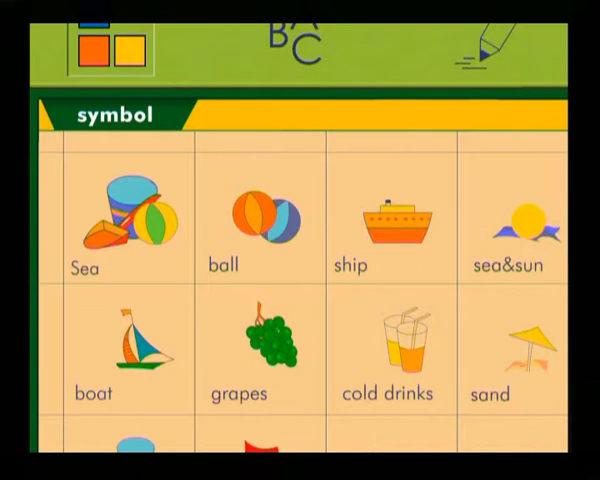 A
B
C
symbol
Sea
ball
ship
sea&sun
boat
grapes
cold drinks
sand